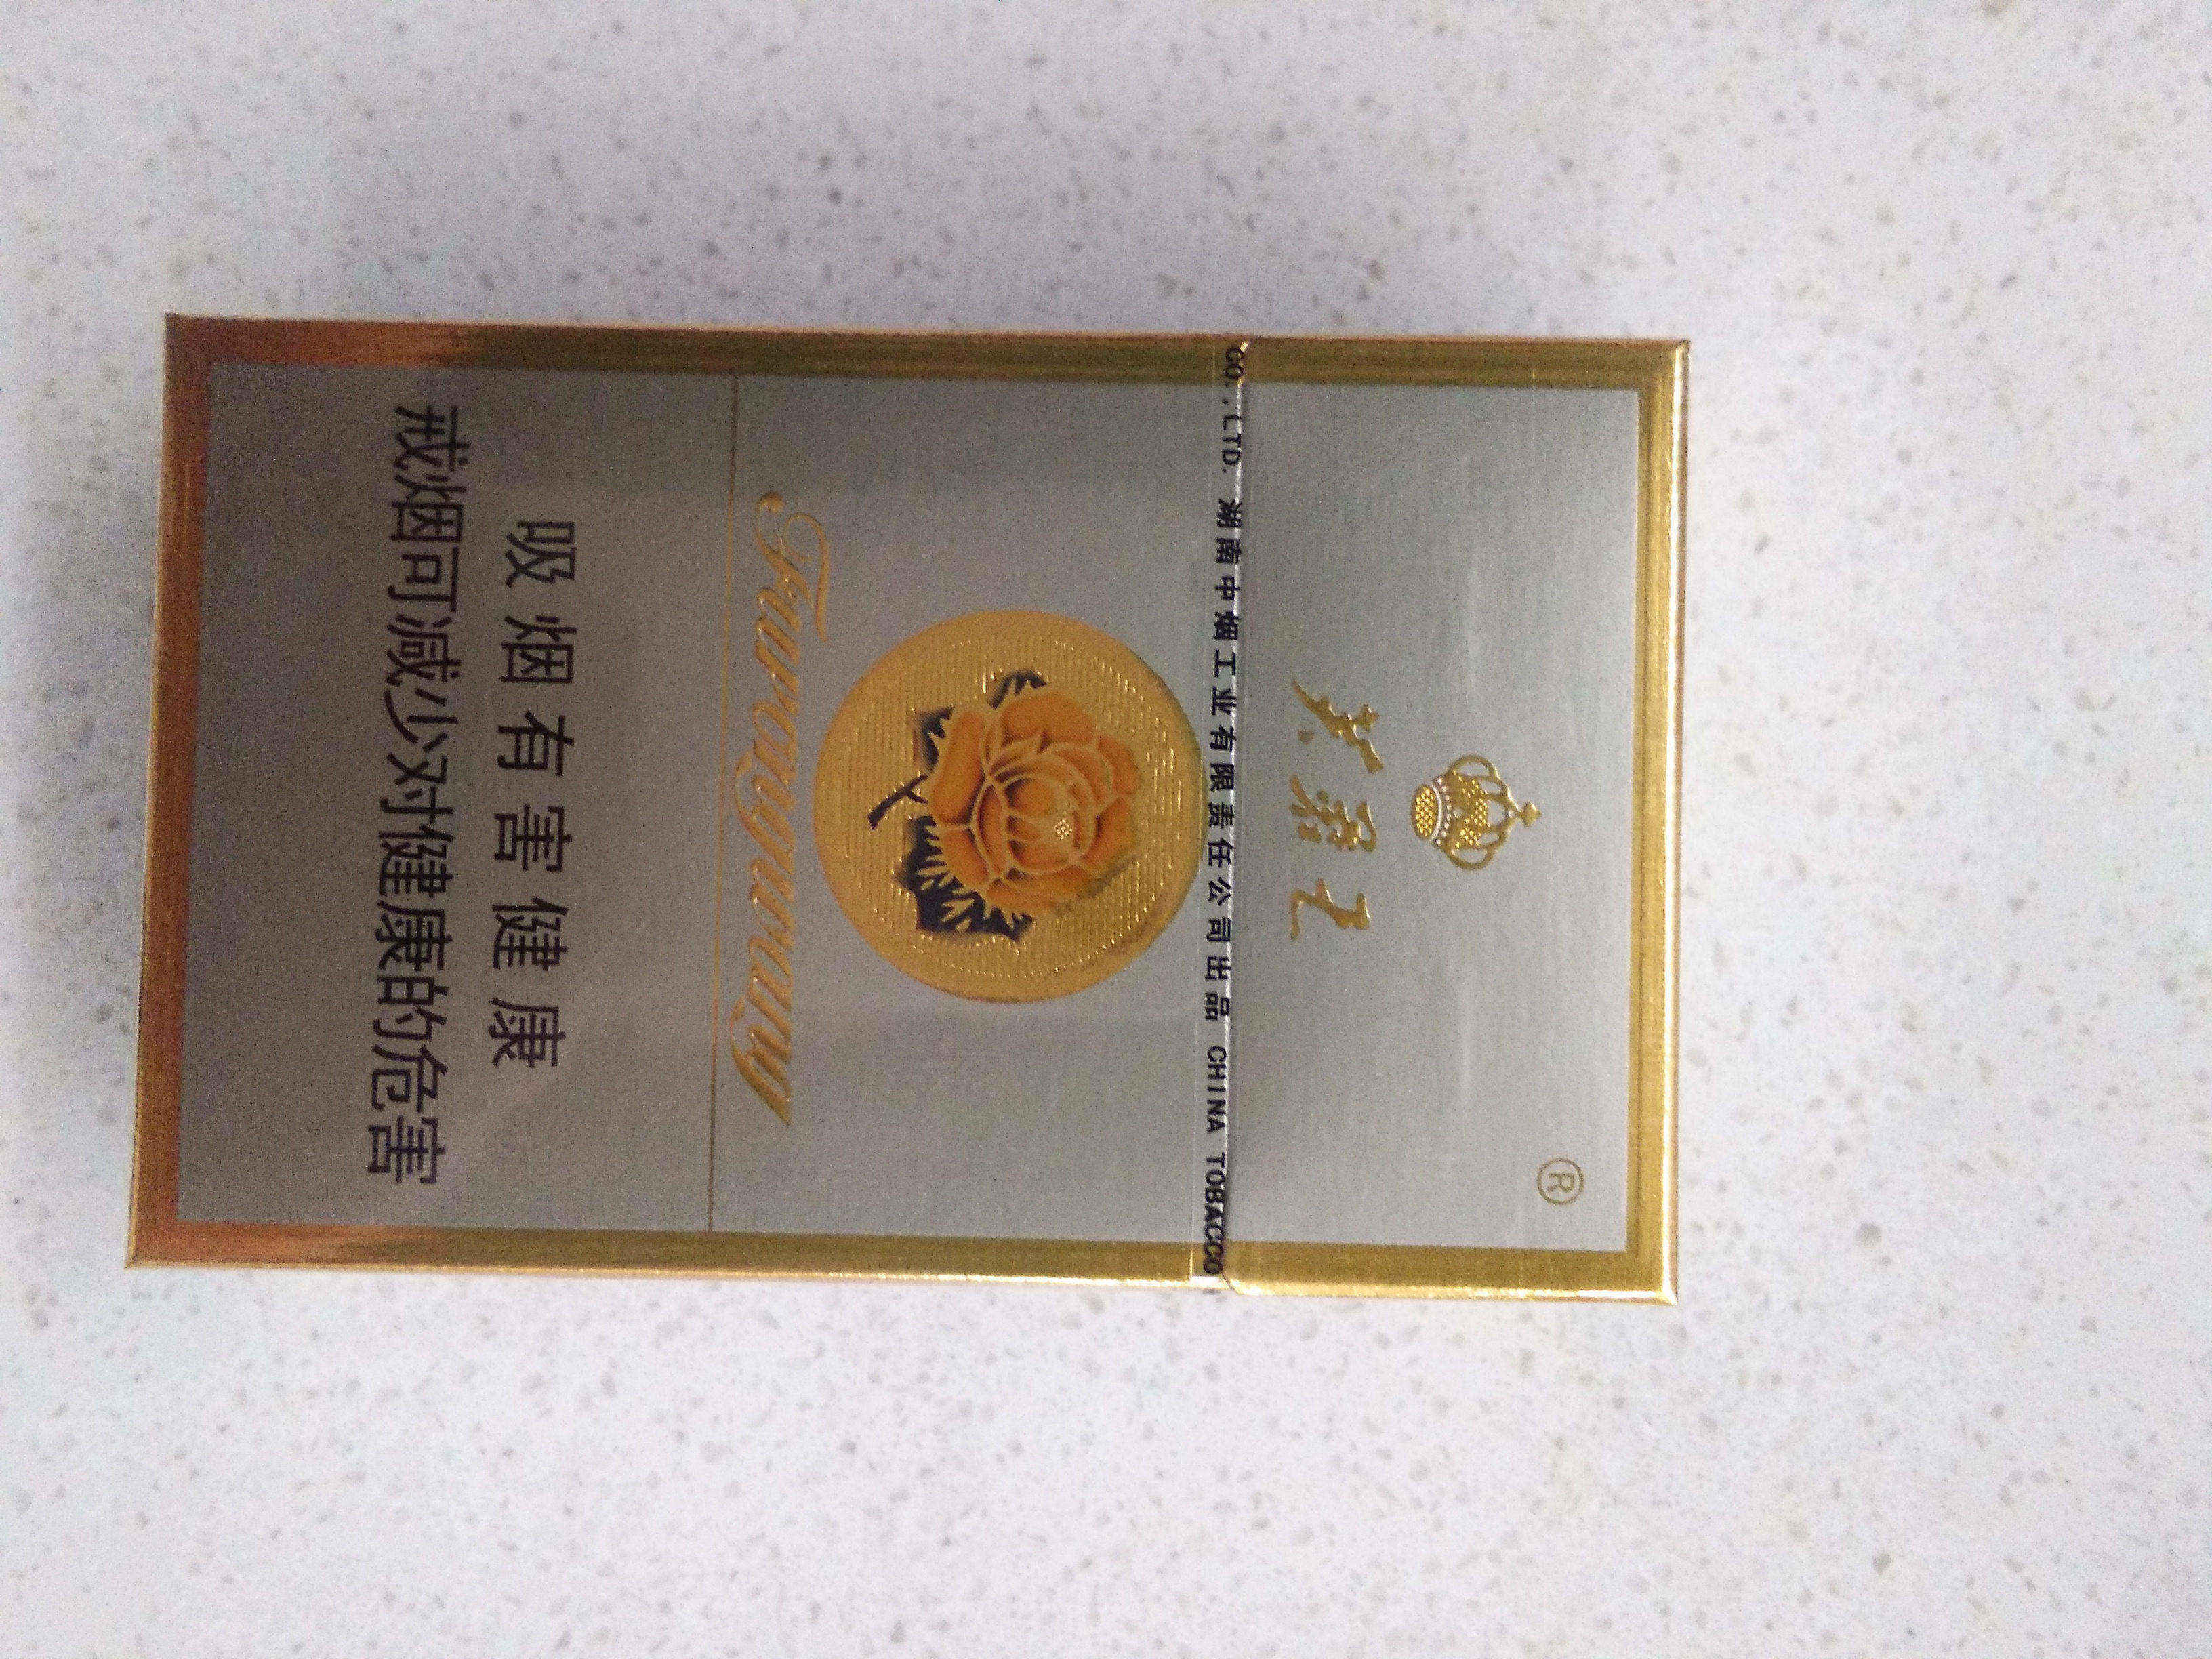 ®
芙蓉王
CO.,LTD. 湖南中烟工业有限责任公司出品 CHINA TOBACCO
Furongwang
吸烟有害健康
戒烟可减少对健康的危害